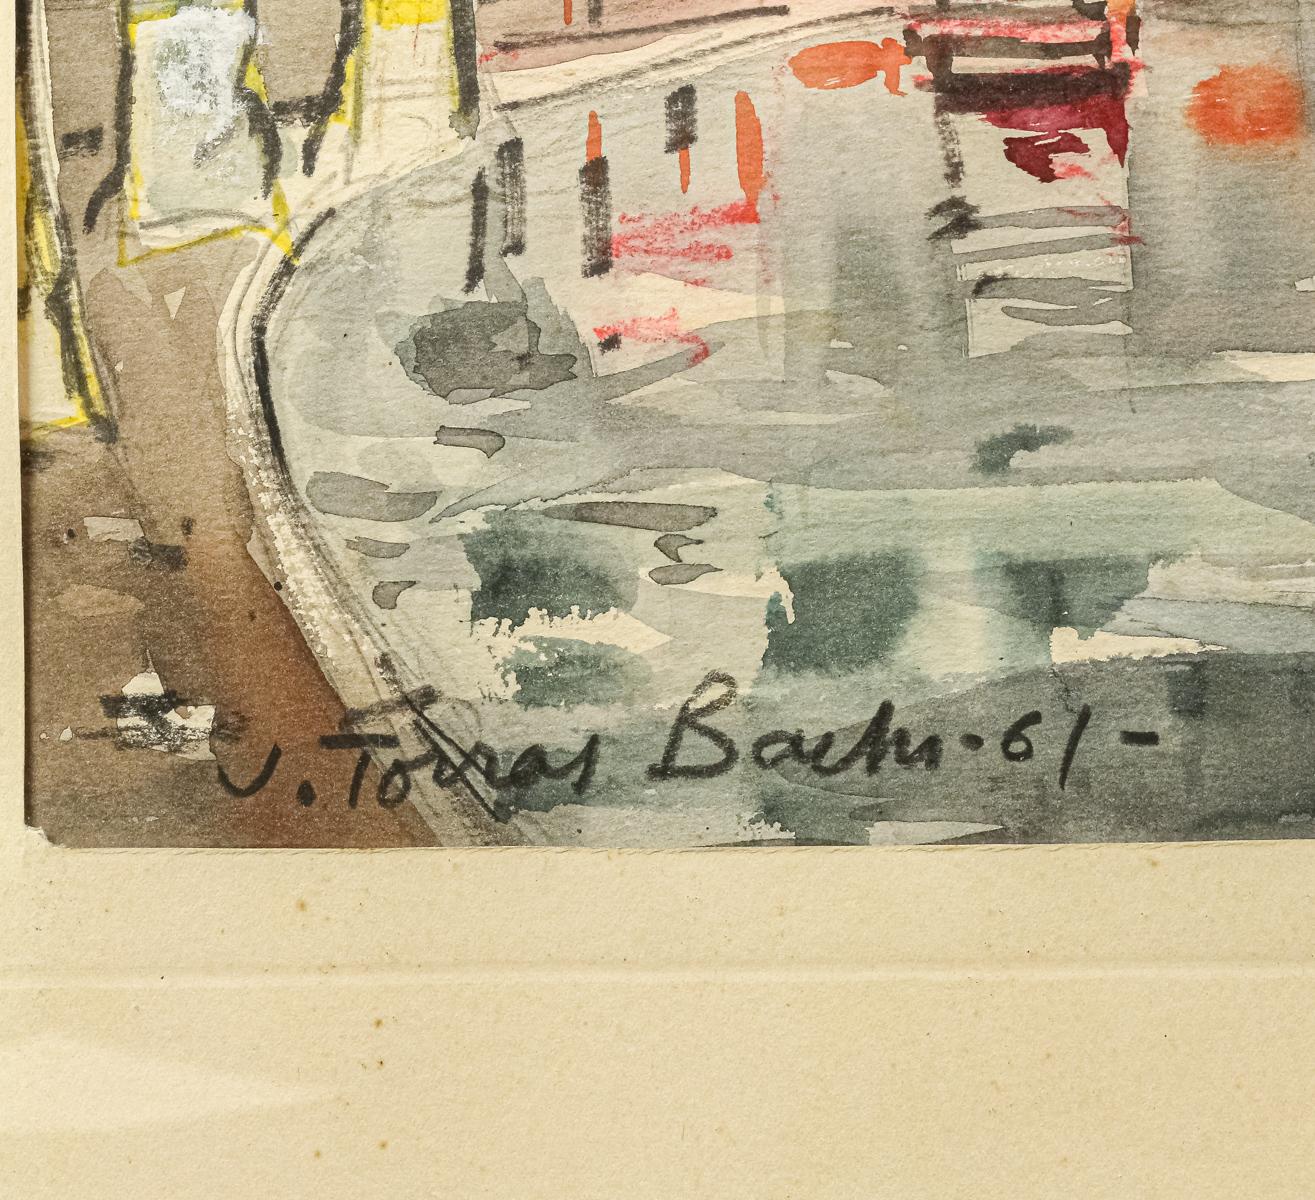 J. Torras Bachs · 61 -